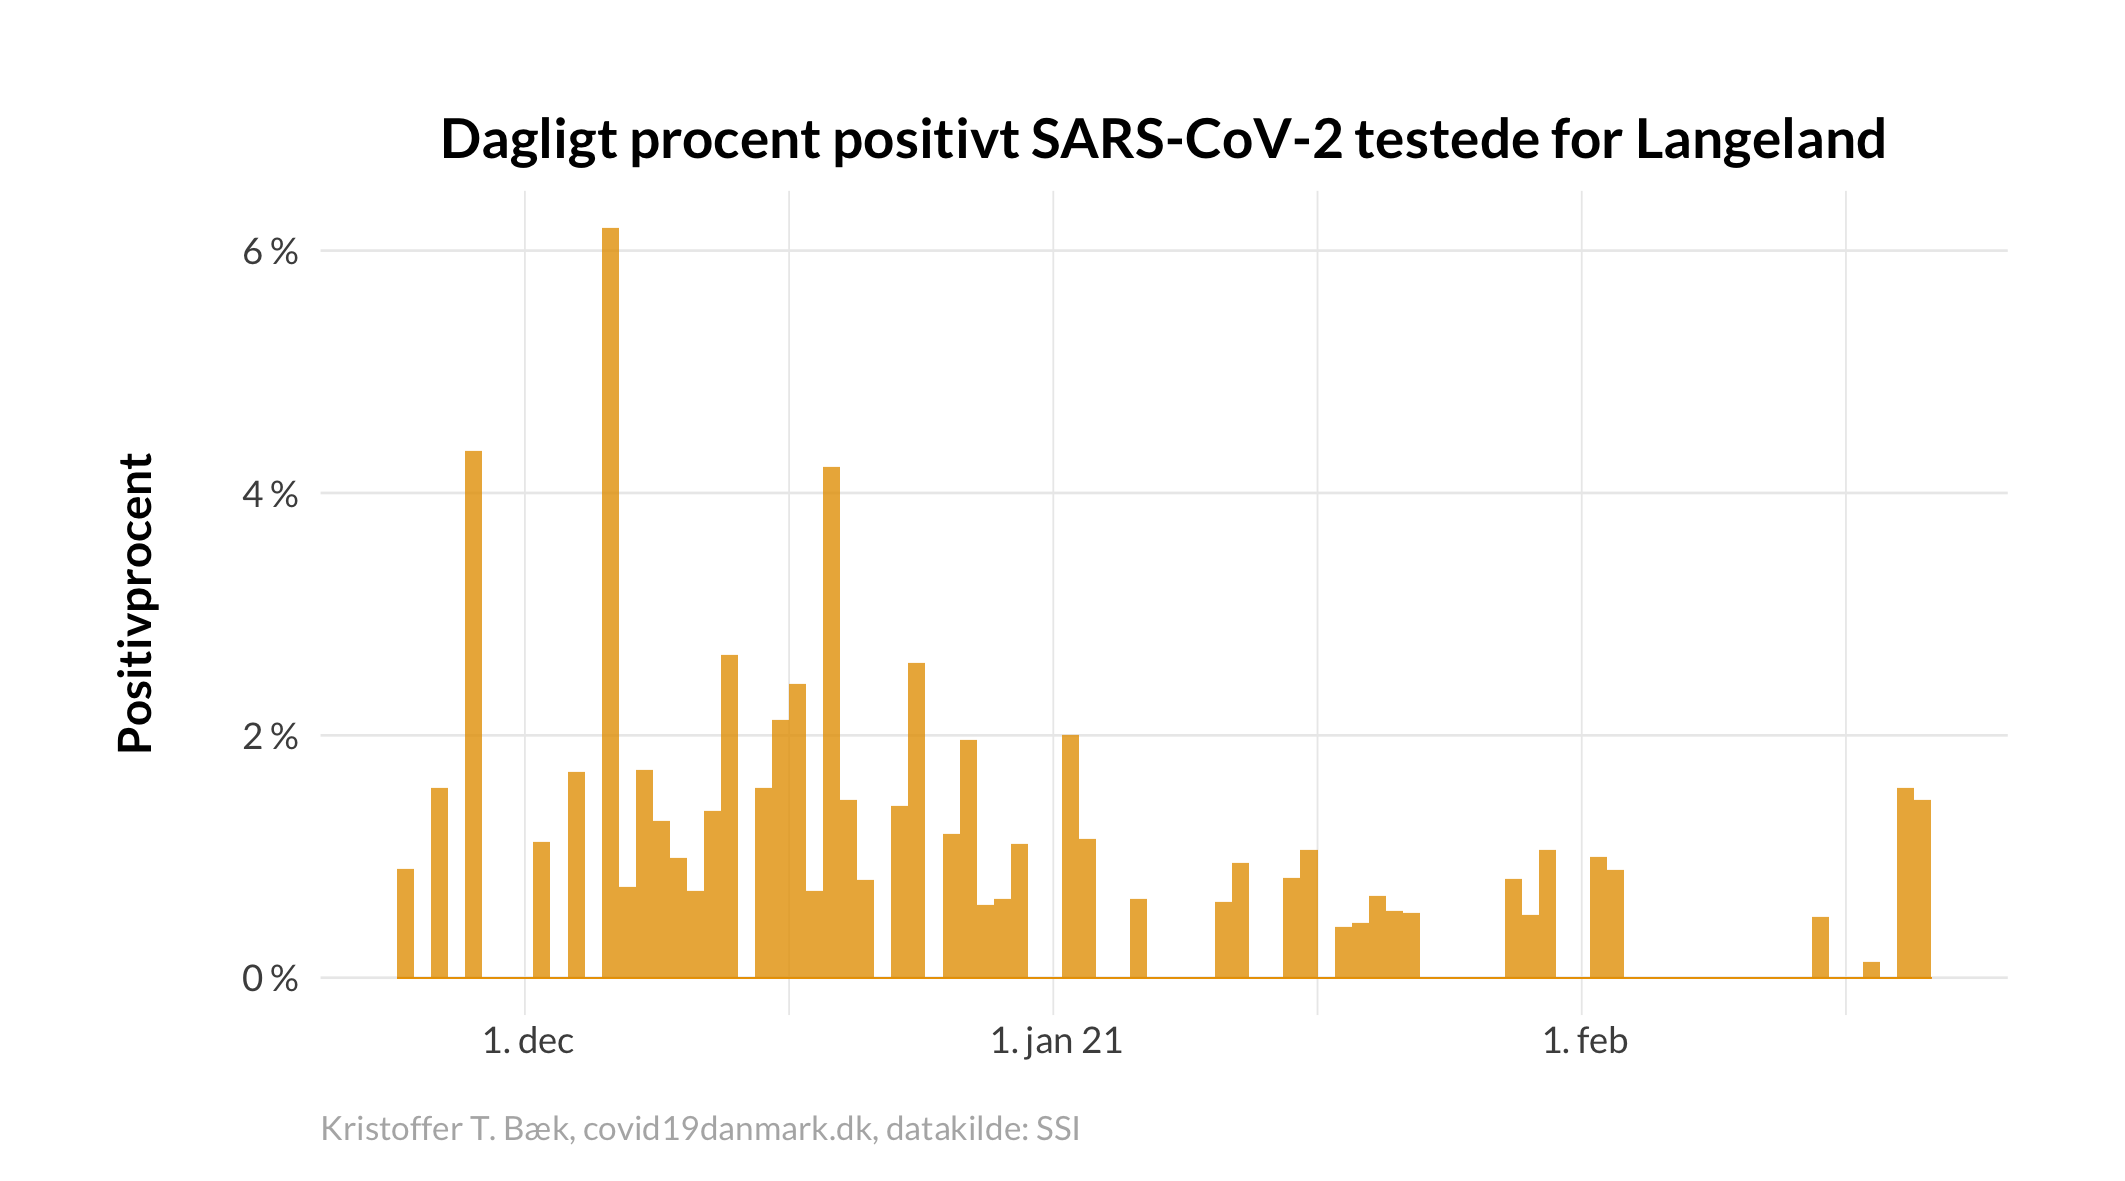 Dagligt procent positivt SARS-CoV-2 testede for Langeland
Positivprocent
6 %
4 %
2 %
0 %
1. dec
1. jan 21
1. feb
Kristoffer T. Bæk, covid19danmark.dk, datakilde: SSI